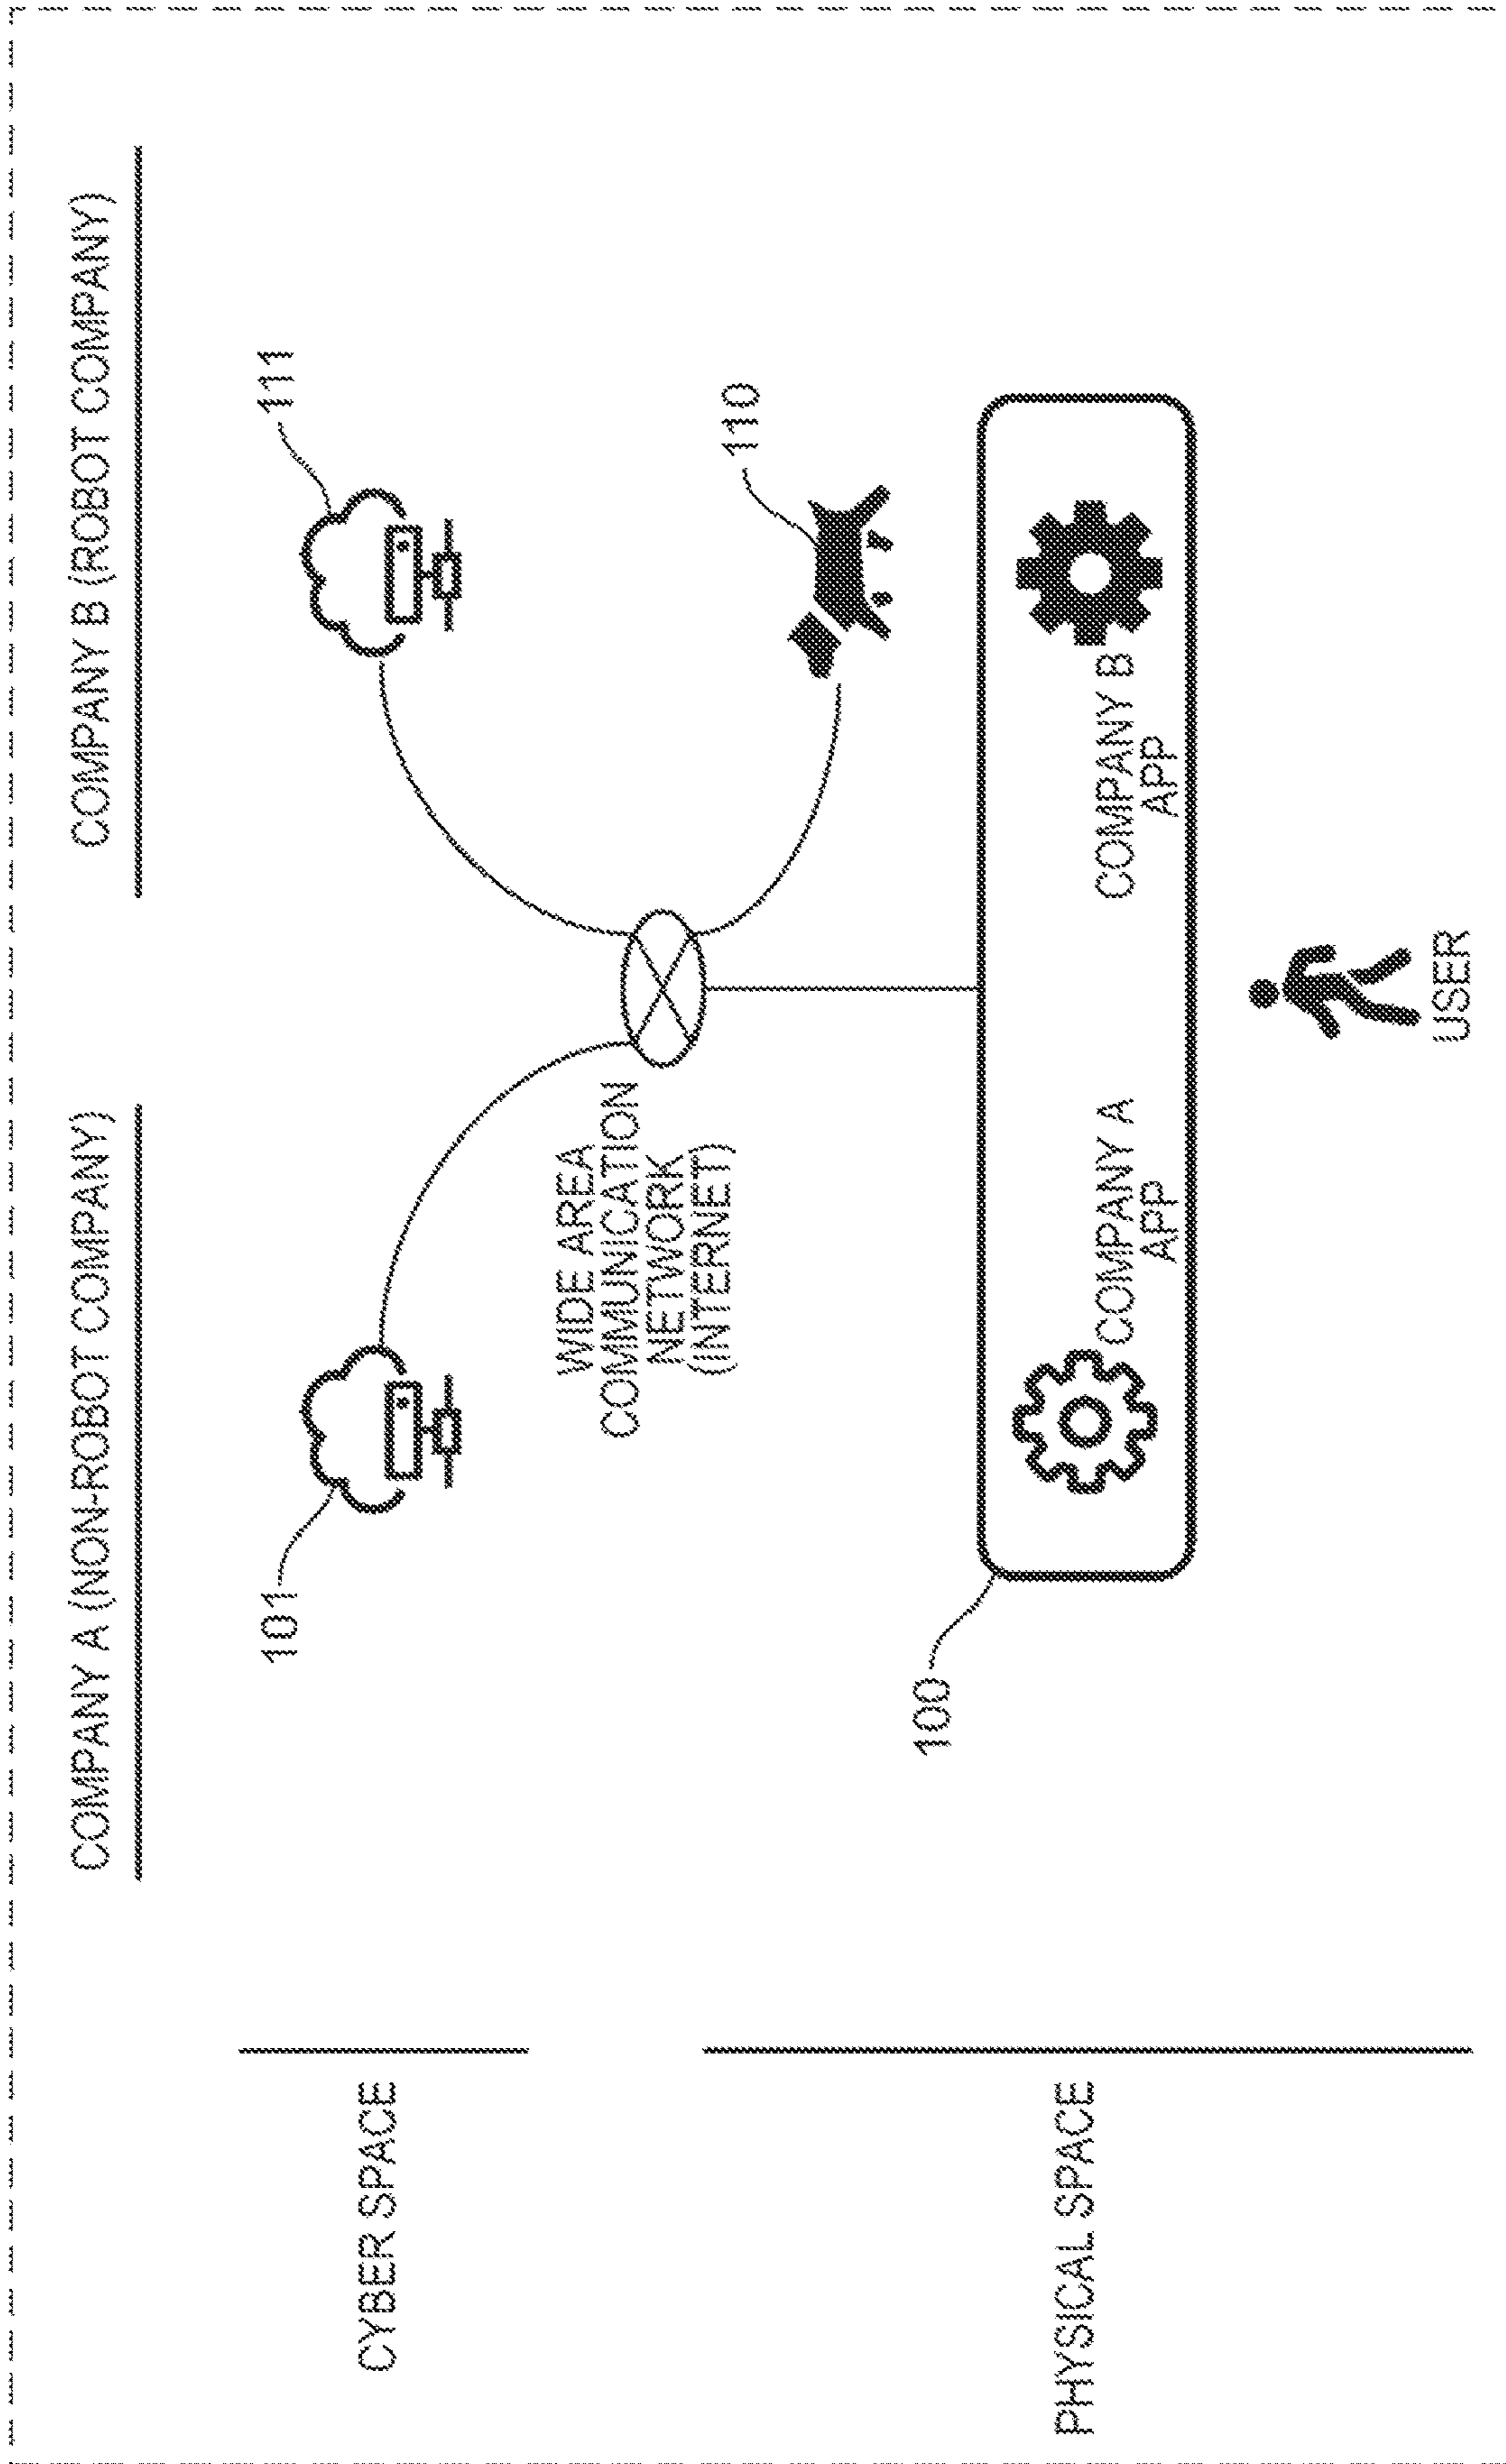 COMPANY A (NON-ROBOT COMPANY)
COMPANY B (ROBOT COMPANY)
CYBER SPACE
101
111
WIDE AREA
COMMUNICATION
NETWORK
(INTERNET)
110
PHYSICAL SPACE
100
COMPANY A
APP
COMPANY B
APP
USER